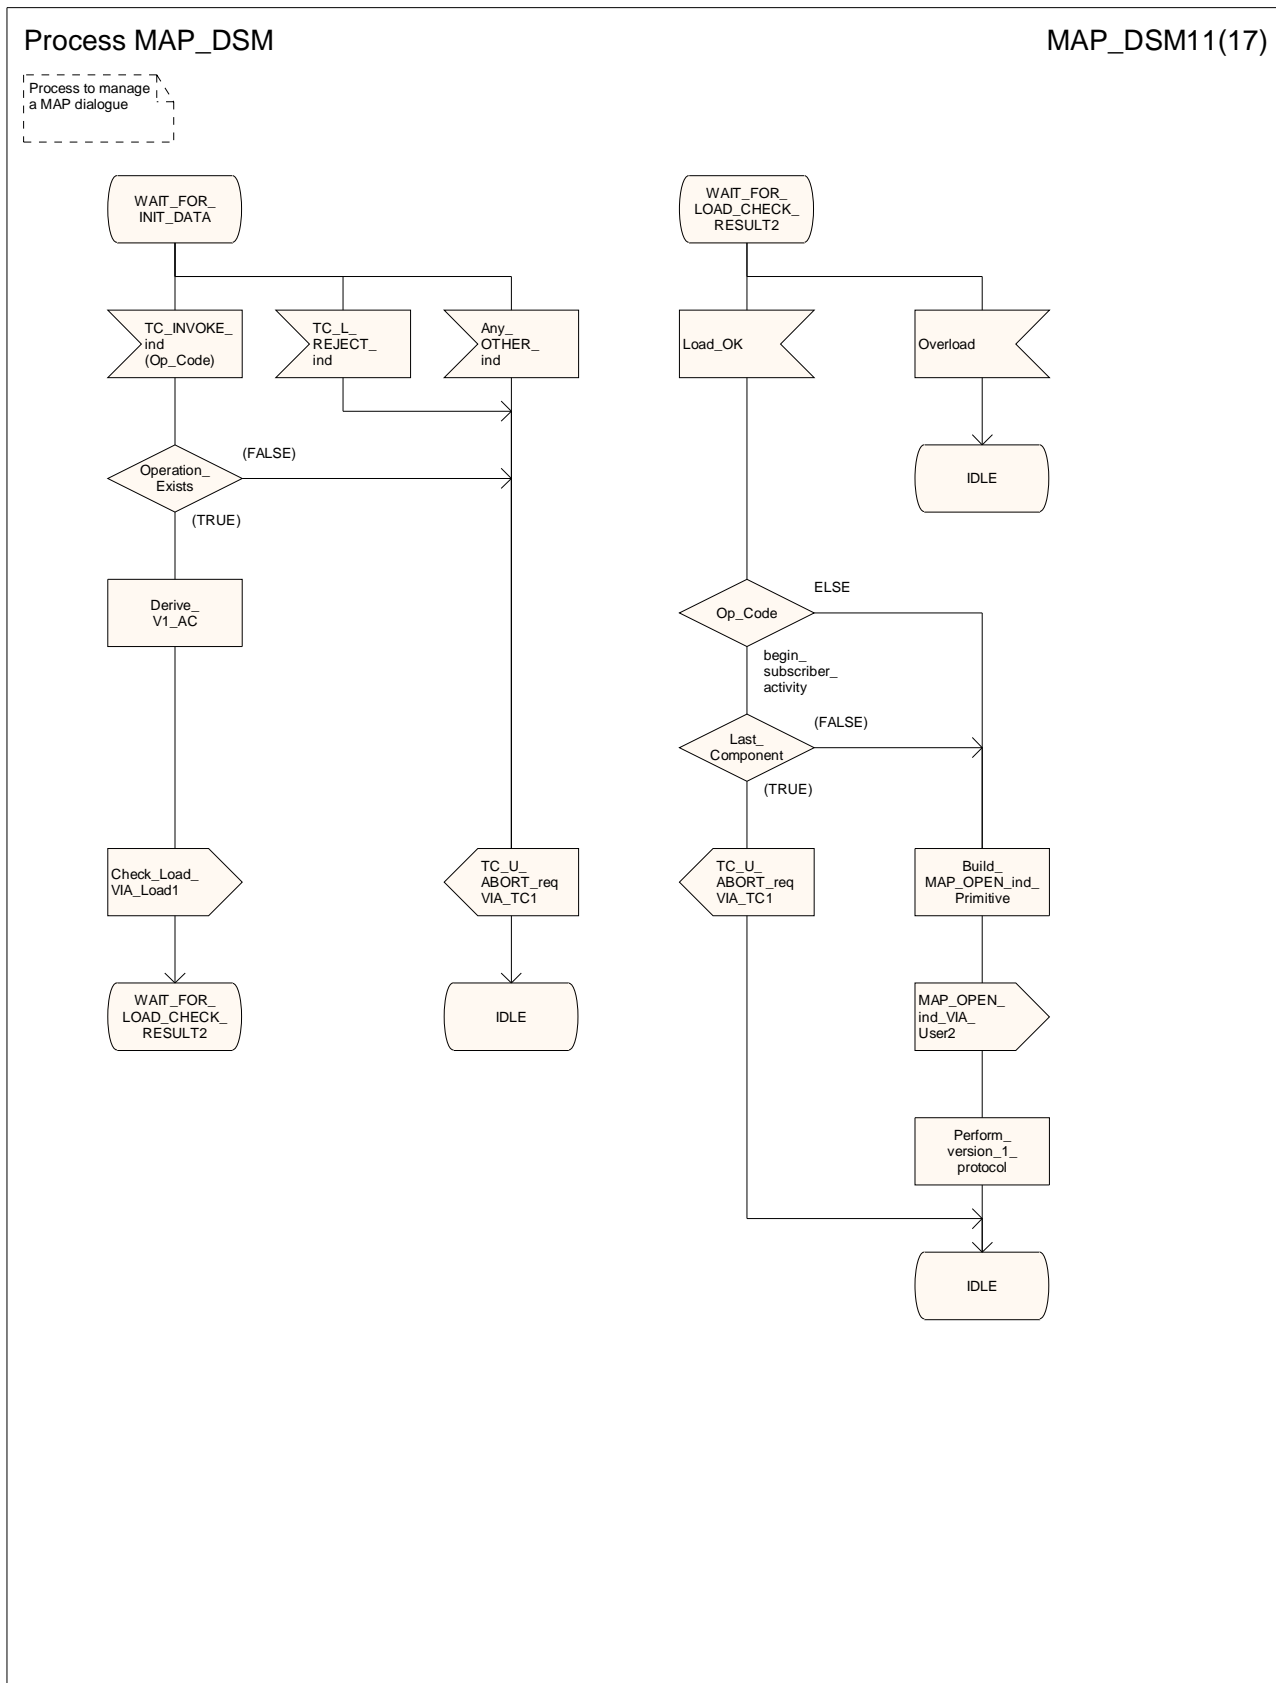 Process MAP_DSM
MAP_DSM11(17)
Process to manage
a MAP dialogue
WAIT_FOR_
INIT_DATA
TC_INVOKE_
ind
(Op_Code)
TC_L_
REJECT_
ind
Any_
OTHER_
ind
Operation_
Exists
(FALSE)
(TRUE)
Derive_
V1_AC
Check_Load_
VIA_Load1
WAIT_FOR_
LOAD_CHECK_
RESULT2
TC_U_
ABORT_req
VIA_TC1
IDLE
WAIT_FOR_
LOAD_CHECK_
RESULT2
Load_OK
Overload
IDLE
Op_Code
ELSE
begin_
subscriber_
activity
Last_
Component
(FALSE)
(TRUE)
TC_U_
ABORT_req
VIA_TC1
Build_
MAP_OPEN_ind_
Primitive
MAP_OPEN_
ind_VIA_
User2
Perform_
version_1_
protocol
IDLE